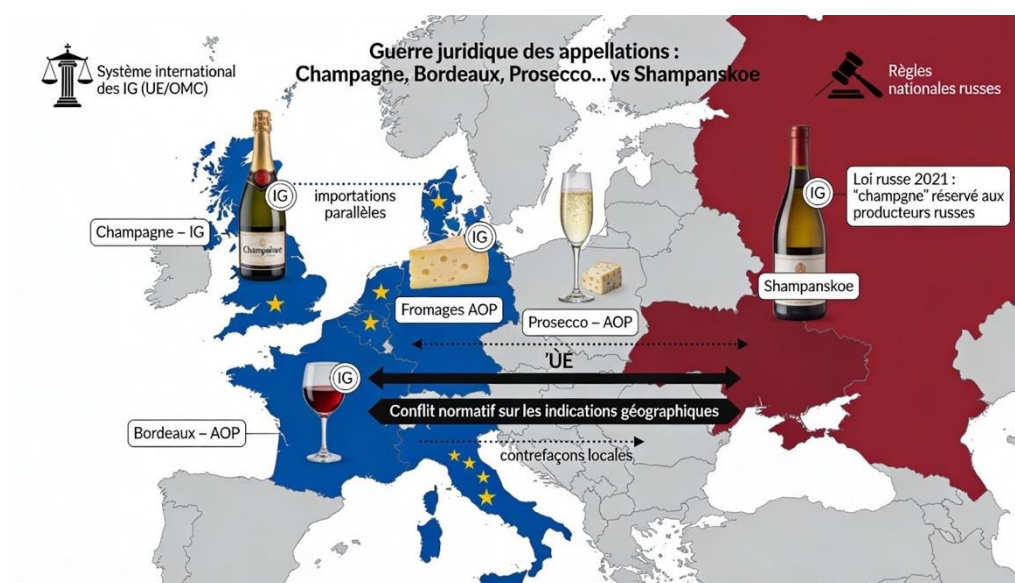 Guerre juridique des appellations :
Champagne, Bordeaux, Prosecco... vs Shampanskoe
Système international
des IG (UE/OMC)
Règles
nationales russes
IG
importations
parallèles
IG
IG
Loi russe 2021 :
“champgne” réservé aux
producteurs russes
Champagne – IG
Shampanskoe
Fromages AOP
Prosecco – AOP
'UE
IG
Conflit normatif sur les indications géographiques
Bordeaux – AOP
contrefaçons locales